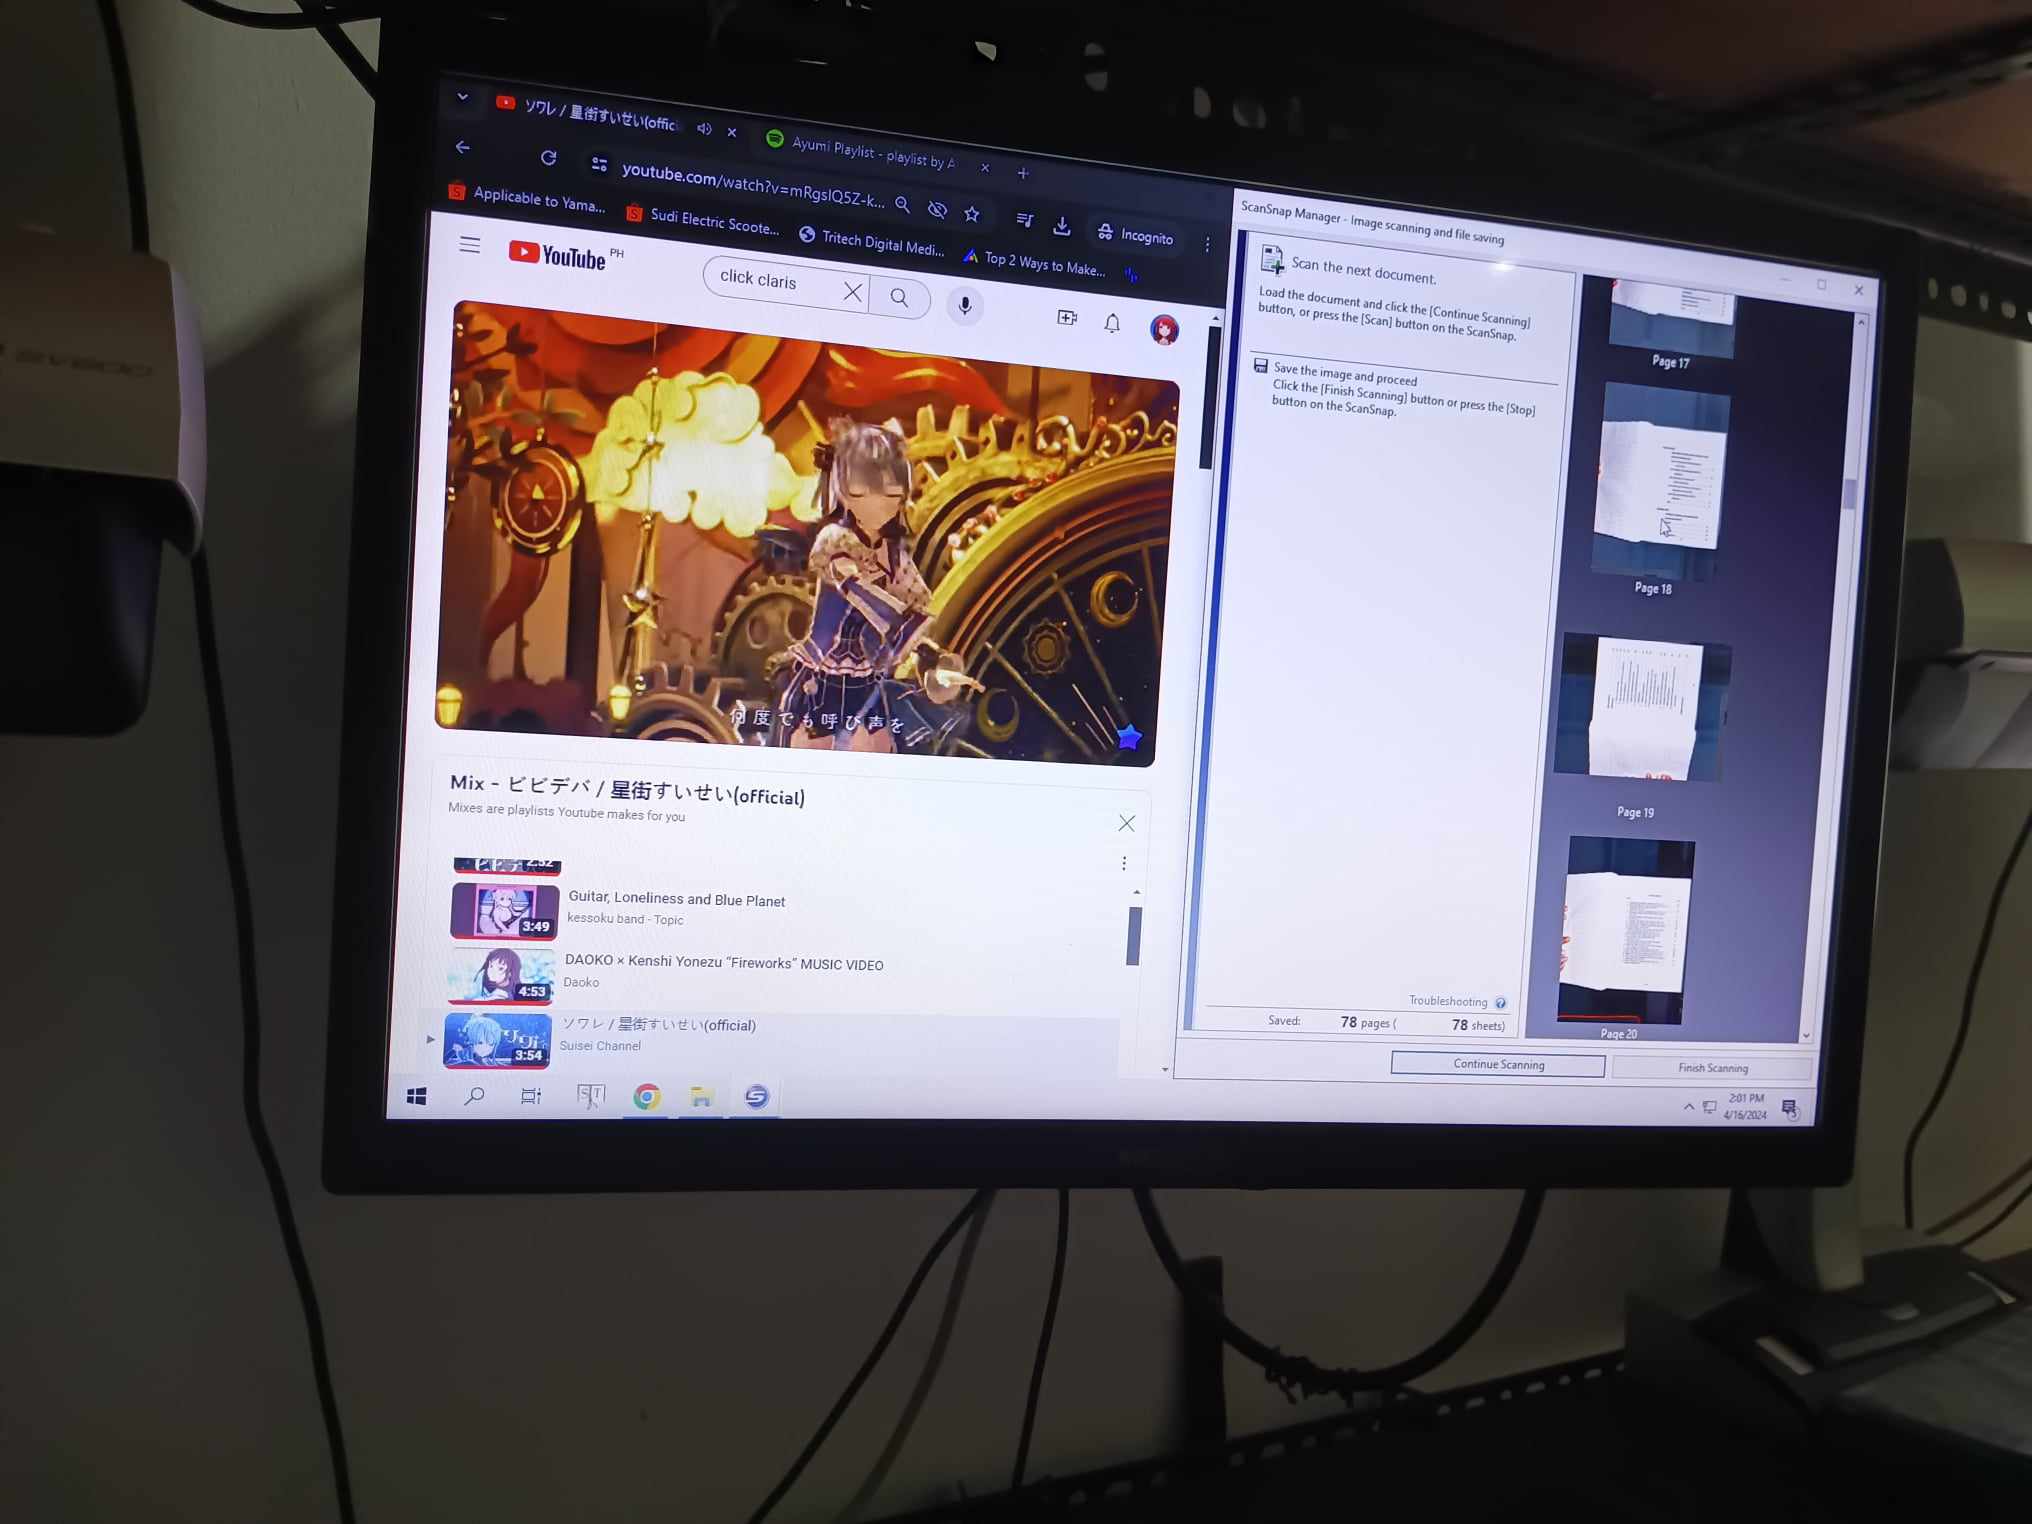 ソワレ / 星街すいせい(offici
Ayumi Playlist - playlist by A
youtube.com/watch?v=mRgslQ5Z-k...
Incognito
Applicable to Yama...
Sudi Electric Scoote...
Tritech Digital Medi...
Top 2 Ways to Make...
YouTube PH
click claris
何度でも呼び声を
Mix - ビビデバ / 星街すいせい(official)
Mixes are playlists Youtube makes for you
2:52
Guitar, Loneliness and Blue Planet
kessoku band - Topic
3:49
DAOKO × Kenshi Yonezu "Fireworks" MUSIC VIDEO
Daoko
4:53
ソワレ / 星街すいせい(official)
Suisei Channel
3:54
ScanSnap Manager - Image scanning and file saving
Scan the next document.
Load the document and click the [Continue Scanning]
button, or press the [Scan] button on the ScanSnap.
Save the image and proceed
Click the [Finish Scanning] button or press the [Stop]
button on the ScanSnap.
Page 17
Page 18
Page 19
Page 20
Troubleshooting
Saved: 78 pages ( 78 sheets)
Continue Scanning
Finish Scanning
2:01 PM
4/16/2024